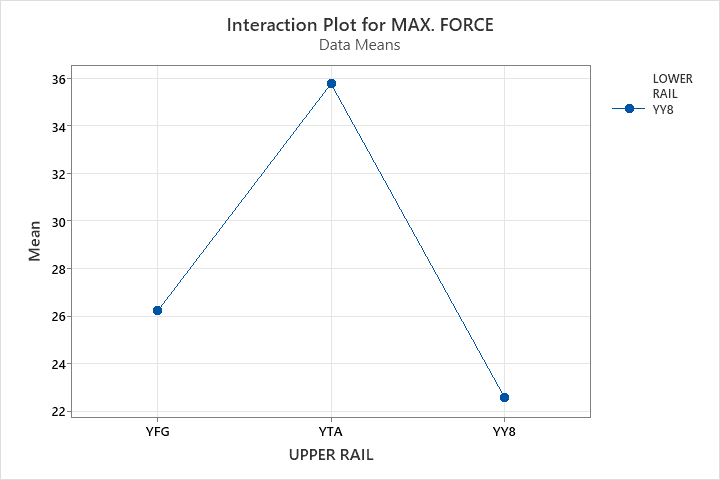 Interaction Plot for MAX. FORCE
Data Means
LOWER
RAIL
YY8
Mean
36
34
32
30
28
26
24
22
YFG
YTA
YY8
UPPER RAIL